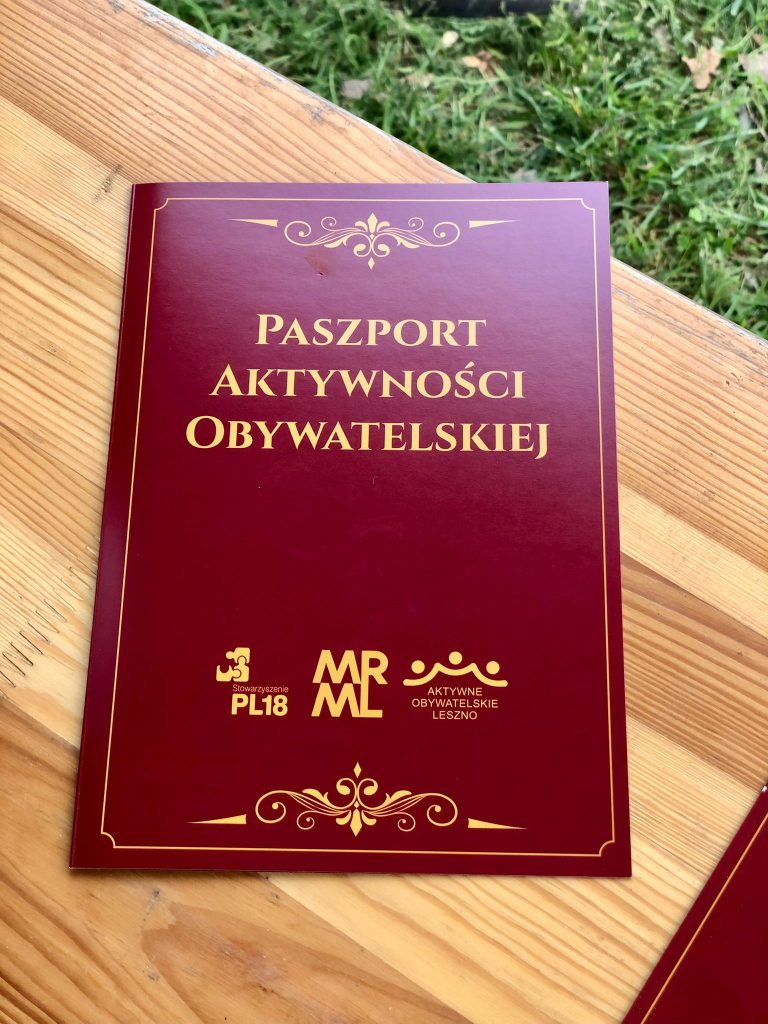 PASZPORT
AKTYWNOŚCI
OBYWATELSKIEJ
Stowarzyszenie
PL18
MR
ML
AKTYWNE
OBYWATELSKIE
LESZNO